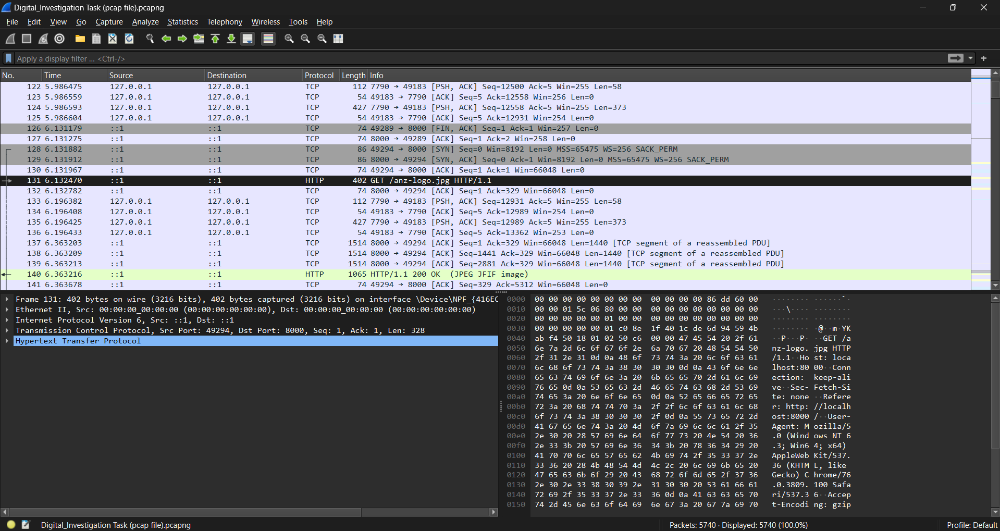 Digital_Investigation Task (pcap file).pcapng
File Edit View Go Capture Analyze Statistics Telephony Wireless Tools Help
Apply a display filter ... <Ctrl-/>
No. Time Source Destination Protocol Length Info
122 5.986475 127.0.0.1 127.0.0.1 TCP 112 7790 → 49183 [PSH, ACK] Seq=12500 Ack=5 Win=255 Len=58
123 5.986559 127.0.0.1 127.0.0.1 TCP 54 49183 → 7790 [ACK] Seq=5 Ack=12558 Win=256 Len=0
124 5.986593 127.0.0.1 127.0.0.1 TCP 427 7790 → 49183 [PSH, ACK] Seq=12558 Ack=5 Win=255 Len=373
125 5.986604 127.0.0.1 127.0.0.1 TCP 54 49183 → 7790 [ACK] Seq=5 Ack=12931 Win=254 Len=0
126 6.131179 ::1 ::1 TCP 74 49289 → 8000 [FIN, ACK] Seq=1 Ack=1 Win=257 Len=0
127 6.131275 ::1 ::1 TCP 74 8000 → 49289 [ACK] Seq=1 Ack=2 Win=258 Len=0
128 6.131882 ::1 ::1 TCP 86 49294 → 8000 [SYN] Seq=0 Win=8192 Len=0 MSS=65475 WS=256 SACK_PERM
129 6.131912 ::1 ::1 TCP 86 8000 → 49294 [SYN, ACK] Seq=0 Ack=1 Win=8192 Len=0 MSS=65475 WS=256 SACK_PERM
130 6.131967 ::1 ::1 TCP 74 49294 → 8000 [ACK] Seq=1 Ack=1 Win=66048 Len=0
131 6.132470 ::1 ::1 HTTP 402 GET /anz-logo.jpg HTTP/1.1
132 6.132782 ::1 ::1 TCP 74 8000 → 49294 [ACK] Seq=1 Ack=329 Win=66048 Len=0
133 6.196382 127.0.0.1 127.0.0.1 TCP 112 7790 → 49183 [PSH, ACK] Seq=12931 Ack=5 Win=255 Len=58
134 6.196408 127.0.0.1 127.0.0.1 TCP 54 49183 → 7790 [ACK] Seq=5 Ack=12989 Win=254 Len=0
135 6.196425 127.0.0.1 127.0.0.1 TCP 427 7790 → 49183 [PSH, ACK] Seq=12989 Ack=5 Win=255 Len=373
136 6.196433 127.0.0.1 127.0.0.1 TCP 54 49183 → 7790 [ACK] Seq=5 Ack=13362 Win=253 Len=0
137 6.363203 ::1 ::1 TCP 1514 8000 → 49294 [ACK] Seq=1 Ack=329 Win=66048 Len=1440 [TCP segment of a reassembled PDU]
138 6.363209 ::1 ::1 TCP 1514 8000 → 49294 [ACK] Seq=1441 Ack=329 Win=66048 Len=1440 [TCP segment of a reassembled PDU]
139 6.363213 ::1 ::1 TCP 1514 8000 → 49294 [ACK] Seq=2881 Ack=329 Win=66048 Len=1440 [TCP segment of a reassembled PDU]
140 6.363216 ::1 ::1 HTTP 1065 HTTP/1.1 200 OK (JPEG JFIF image)
141 6.363678 ::1 ::1 TCP 74 49294 → 8000 [ACK] Seq=329 Ack=5312 Win=66048 Len=0
Frame 131: 402 bytes on wire (3216 bits), 402 bytes captured (3216 bits) on interface \Device\NPF_{416EC
Ethernet II, Src: 00:00:00_00:00:00 (00:00:00:00:00:00), Dst: 00:00:00_00:00:00 (00:00:00:00:00:00)
Internet Protocol Version 6, Src: ::1, Dst: ::1
Transmission Control Protocol, Src Port: 49294, Dst Port: 8000, Seq: 1, Ack: 1, Len: 328
Hypertext Transfer Protocol
0000 00 00 00 00 00 00 00 00 00 00 00 00 86 dd 60 00 ········ ······`·
0010 00 00 01 5c 06 80 00 00 00 00 00 00 00 00 00 00 ···\···· ········
0020 00 00 00 00 00 01 00 00 00 00 00 00 00 00 00 00 ········ ········
0030 00 00 00 00 00 01 c0 8e 1f 40 1c de 6d 94 59 4b ········ ·@··m·YK
0040 ab f4 50 18 01 02 50 c6 00 00 47 45 54 20 2f 61 ··P···P· ··GET /a
0050 6e 7a 2d 6c 6f 67 6f 2e 6a 70 67 20 48 54 54 50 nz-logo. jpg HTTP
0060 2f 31 2e 31 0d 0a 48 6f 73 74 3a 20 6c 6f 63 61 /1.1··Ho st: loca
0070 6c 68 6f 73 74 3a 38 30 30 30 0d 0a 43 6f 6e 6e lhost:80 00··Conn
0080 65 63 74 69 6f 6e 3a 20 6b 65 65 70 2d 61 6c 69 ection: keep-ali
0090 76 65 0d 0a 53 65 63 2d 46 65 74 63 68 2d 53 69 ve··Sec- Fetch-Si
00a0 74 65 3a 20 6e 6f 6e 65 0d 0a 52 65 66 65 72 65 te: none ··Refere
00b0 72 3a 20 68 74 74 70 3a 2f 2f 6c 6f 63 61 6c 68 r: http: //localh
00c0 6f 73 74 3a 38 30 30 30 2f 0d 0a 55 73 65 72 2d ost:8000 /··User-
00d0 41 67 65 6e 74 3a 20 4d 6f 7a 69 6c 6c 61 2f 35 Agent: M ozilla/5
00e0 2e 30 20 28 57 69 6e 64 6f 77 73 20 4e 54 20 36 .0 (Wind ows NT 6
00f0 2e 33 3b 20 57 69 6e 36 34 3b 20 78 36 34 29 20 .3; Win6 4; x64)
0100 41 70 70 6c 65 57 65 62 4b 69 74 2f 35 33 37 2e AppleWeb Kit/537.
0110 33 36 20 28 4b 48 54 4d 4c 2c 20 6c 69 6b 65 20 36 (KHTM L, like
0120 47 65 63 6b 6f 29 20 43 68 72 6f 6d 65 2f 37 36 Gecko) C hrome/76
0130 2e 30 2e 33 38 30 39 2e 31 30 30 20 53 61 66 61 .0.3809. 100 Safa
0140 72 69 2f 35 33 37 2e 33 36 0d 0a 41 63 63 65 70 ri/537.3 6··Accep
0150 74 2d 45 6e 63 6f 64 69 6e 67 3a 20 67 7a 69 70 t-Encodi ng: gzip
Digital_Investigation Task (pcap file).pcapng Packets: 5740 · Displayed: 5740 (100.0%) Profile: Default